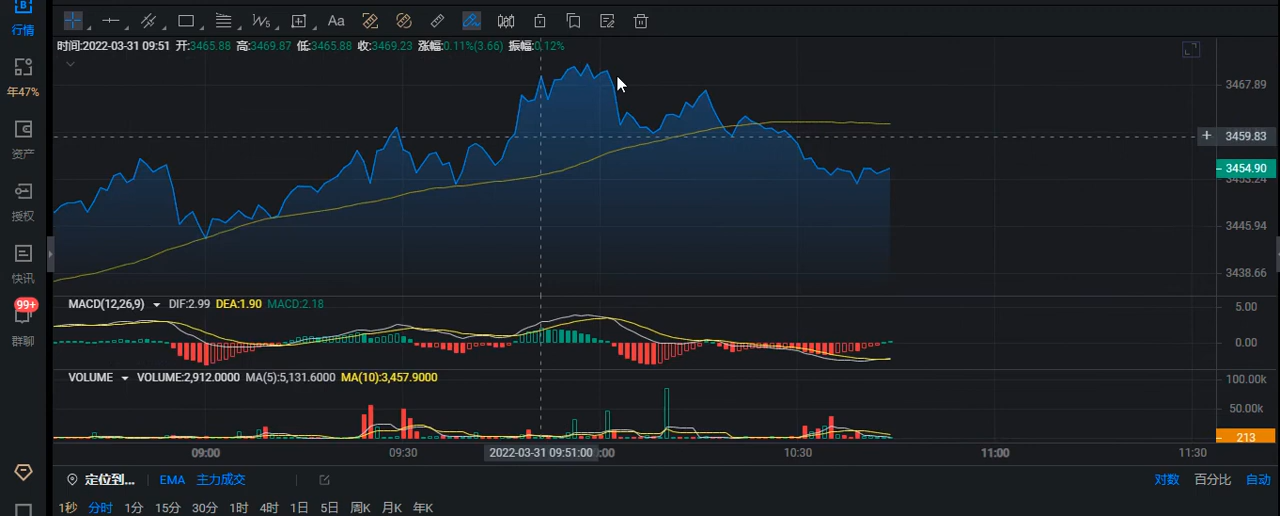 行情
年47%
资产
授权
快讯
99+
群聊
Aa
时间:2022-03-31 09:51 开:3465.88 高:3469.87 低:3465.88 收:3469.23 涨幅:0.11%(3.66) 振幅:0.12%
3467.89
3459.83
3454.90
3445.94
3438.66
MACD(12,26,9) DIF:2.99 DEA:1.90 MACD:2.18
5.00
0.00
VOLUME VOLUME:2,912.0000 MA(5):5,131.6000 MA(10):3,457.9000
100.00k
50.00k
213
09:00 09:30 2022-03-31 09:51:00 :00 10:30 11:00 11:30
定位到... EMA 主力成交 对数 百分比 自动
1秒 分时 1分 15分 30分 1时 4时 1日 5日 周K 月K 年K